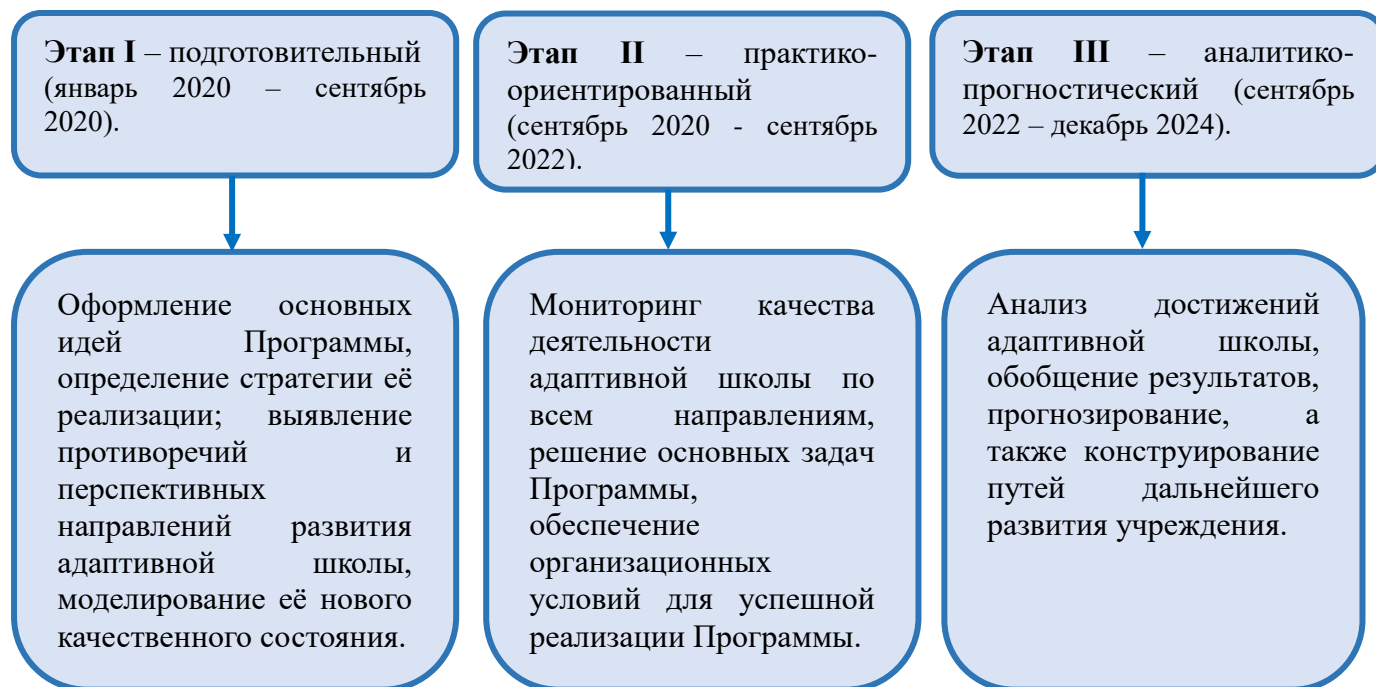 Этап I – подготовительный
(январь 2020 – сентябрь
2020).
Оформление основных
идей Программы,
определение стратегии её
реализации; выявление
противоречий и
перспективных
направлений развития
адаптивной школы,
моделирование её нового
качественного состояния.
Этап II – практико-
ориентированный
(сентябрь 2020 - сентябрь
2022).
Мониторинг качества
деятельности
адаптивной школы по
всем направлениям,
решение основных задач
Программы,
обеспечение
организационных
условий для успешной
реализации Программы.
Этап III – аналитико-
прогностический (сентябрь
2022 – декабрь 2024).
Анализ достижений
адаптивной школы,
обобщение результатов,
прогнозирование, а
также конструирование
путей дальнейшего
развития учреждения.